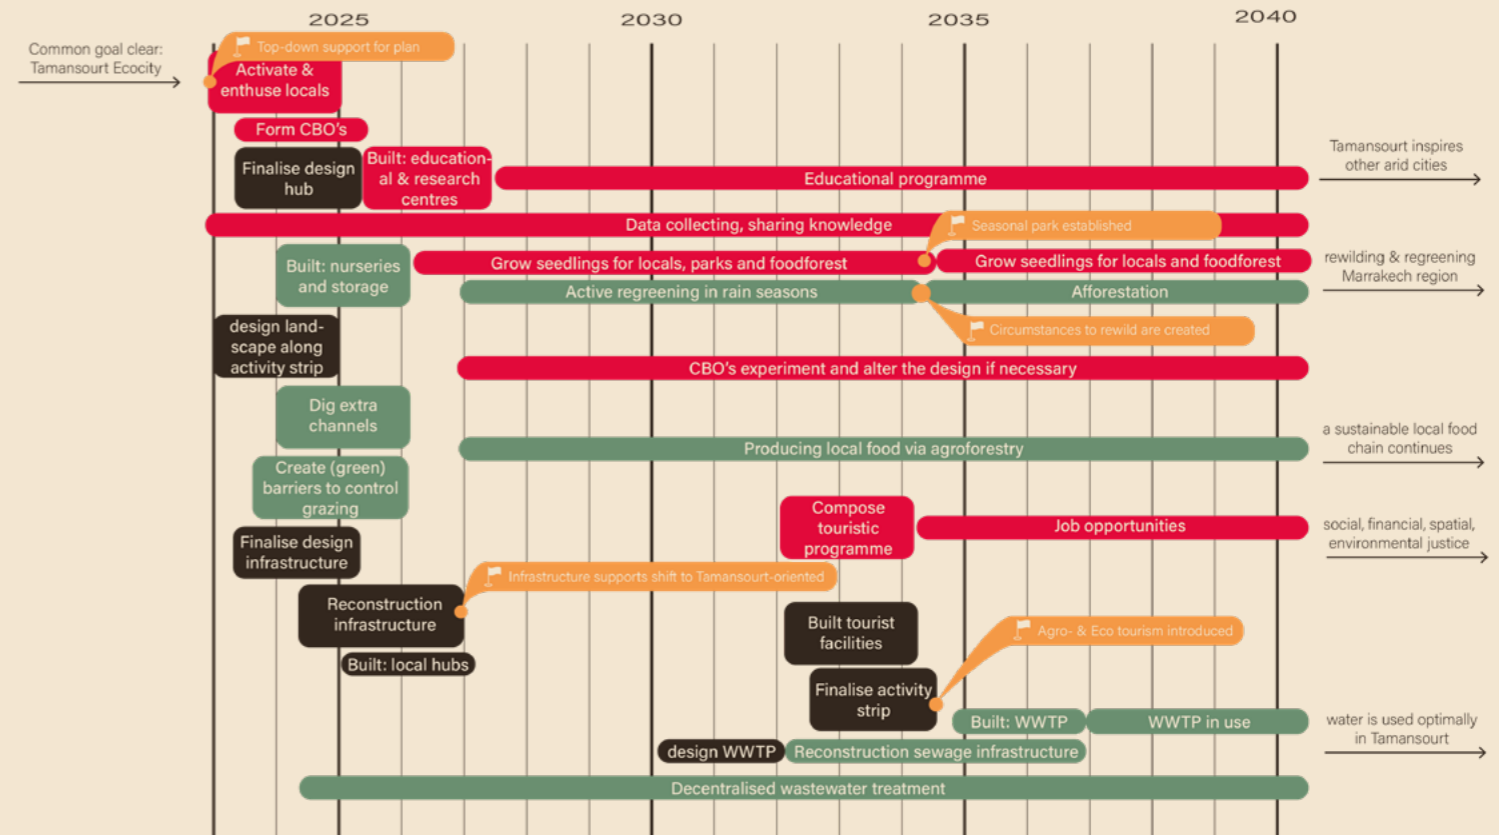 2025
2030
2035
2040
Common goal clear:
Tamansourt Ecocity
Top-down support for plan
Activate &
enthuse locals
Form CBO's
Finalise design
hub
Built: education-
al & research
centres
Educational programme
Tamansourt inspires
other arid cities
Data collecting, sharing knowledge
Seasonal park established
Built: nurseries
and storage
Grow seedlings for locals, parks and foodforest
Grow seedlings for locals and foodforest
rewilding & regreening
Marrakech region
Active regreening in rain seasons
Afforestation
Circumstances to rewild are created
design land-
scape along
activity strip
CBO's experiment and alter the design if necessary
Dig extra
channels
Producing local food via agroforestry
a sustainable local food
chain continues
Create (green)
barriers to control
grazing
Compose
touristic
programme
Job opportunities
social, financial, spatial,
environmental justice
Finalise design
infrastructure
Infrastructure supports shift to Tamansourt-oriented
Reconstruction
infrastructure
Built tourist
facilities
Agro- & Eco tourism introduced
Built: local hubs
Finalise activity
strip
Built: WWTP
WWTP in use
water is used optimally
in Tamansourt
design WWTP
Reconstruction sewage infrastructure
Decentralised wastewater treatment